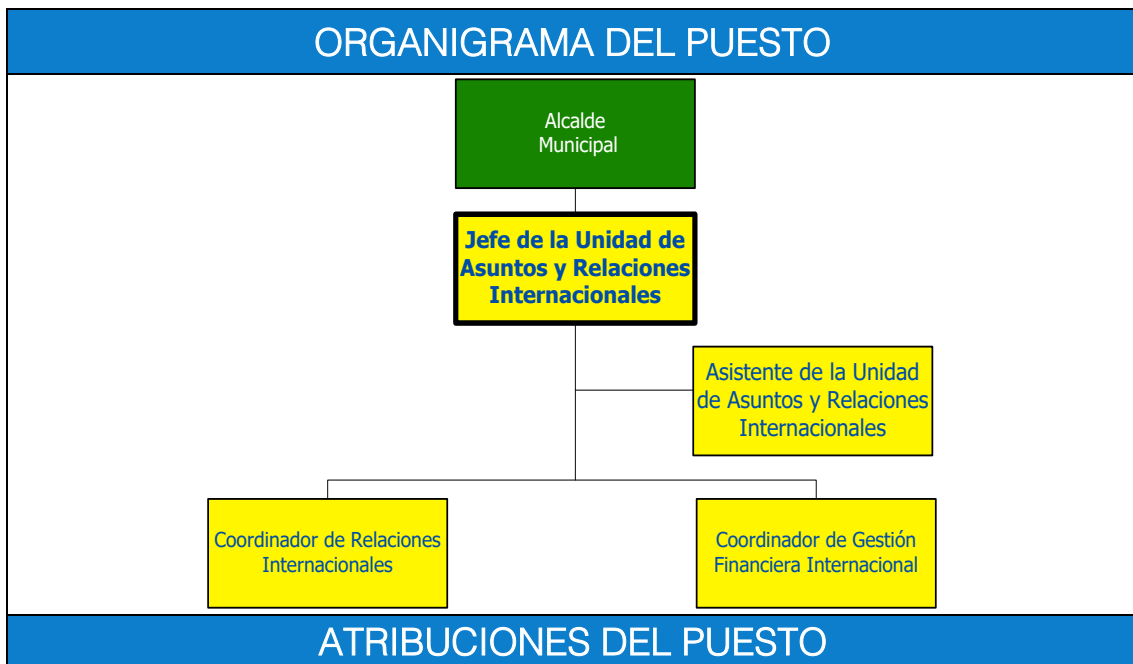 ORGANIGRAMA DEL PUESTO
Alcalde
Municipal
Jefe de la Unidad de
Asuntos y Relaciones
Internacionales
Asistente de la Unidad
de Asuntos y Relaciones
Internacionales
Coordinador de Relaciones
Internacionales
Coordinador de Gestión
Financiera Internacional
ATRIBUCIONES DEL PUESTO